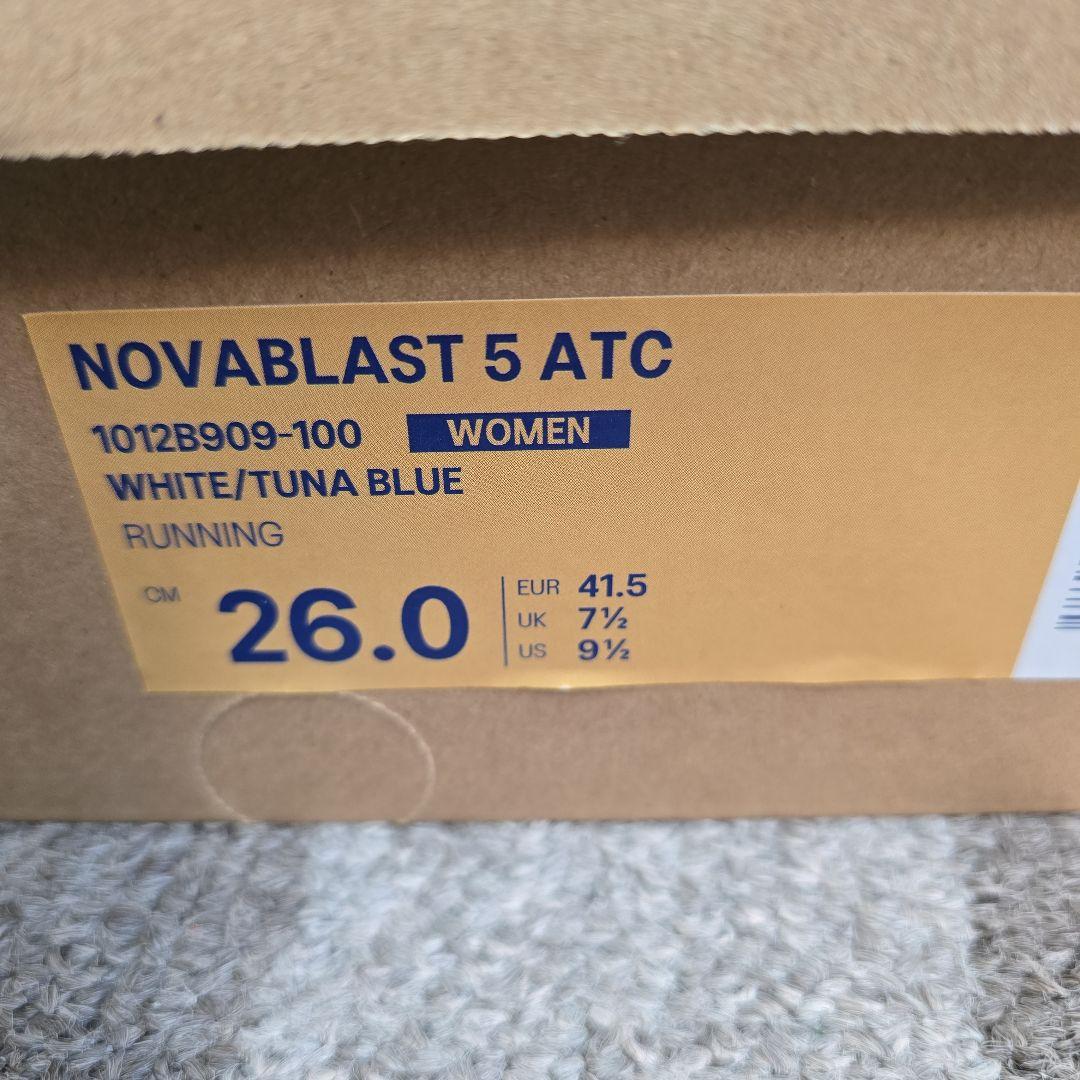 NOVABLAST 5 ATC
1012B909-100 WOMEN
WHITE/TUNA BLUE
RUNNING
CM 26.0
EUR 41.5
UK 7½
US 9½